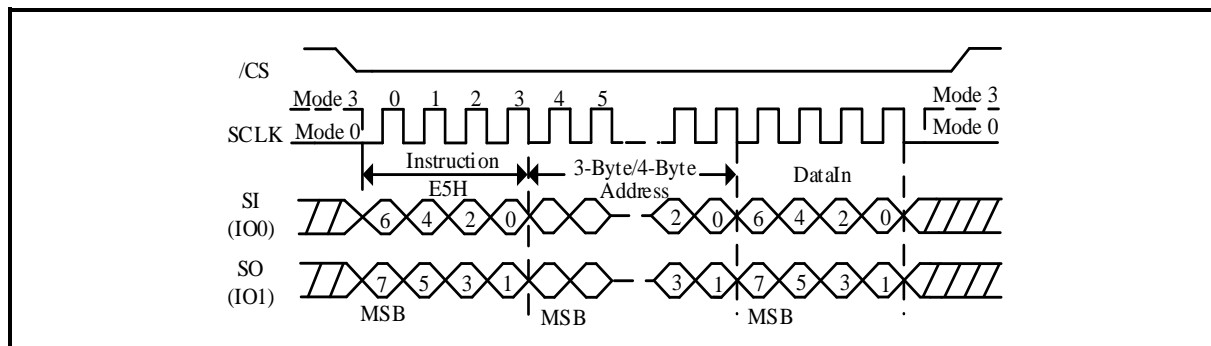 /CS
Mode 3 0 1 2 3 4 5 Mode 3
SCLK Mode 0 Mode 0
Instruction 3-Byte/4-Byte DataIn
E5H Address
SI 6 4 2 0 2 0 6 4 2 0
(IO0)
SO 7 5 3 1 3 1 7 5 3 1
(IO1)
MSB MSB MSB